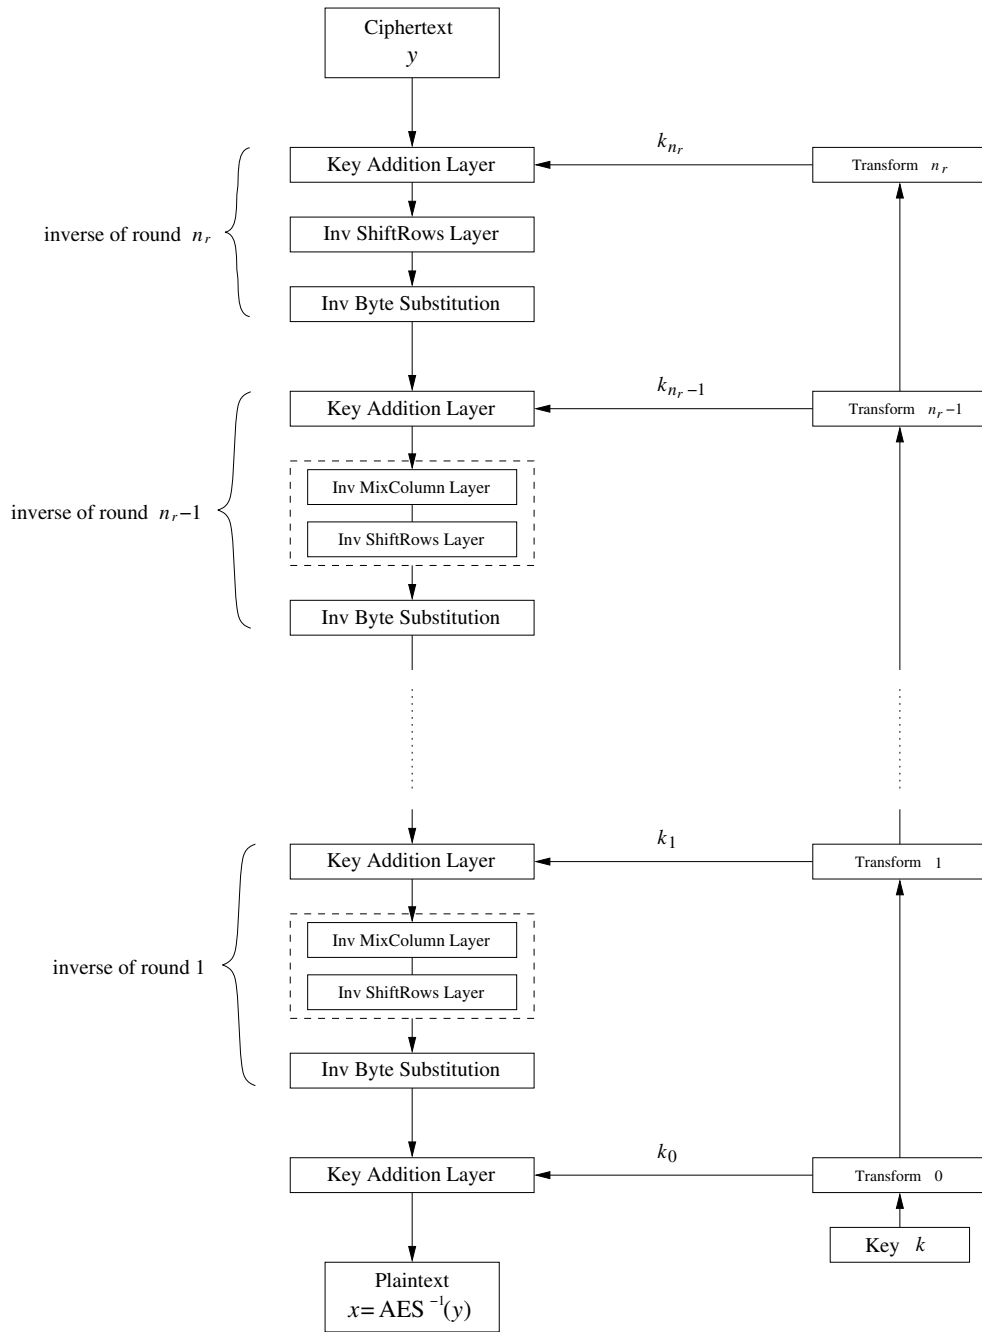 Ciphertext
y
k_{n_r}
Key Addition Layer
Transform n_r
inverse of round n_r
Inv ShiftRows Layer
Inv Byte Substitution
k_{n_r−1}
Key Addition Layer
Transform n_r−1
Inv MixColumn Layer
inverse of round n_r−1
Inv ShiftRows Layer
Inv Byte Substitution
k_1
Key Addition Layer
Transform 1
Inv MixColumn Layer
inverse of round 1
Inv ShiftRows Layer
Inv Byte Substitution
k_0
Key Addition Layer
Transform 0
Key k
Plaintext
x= AES^{−1}(y)